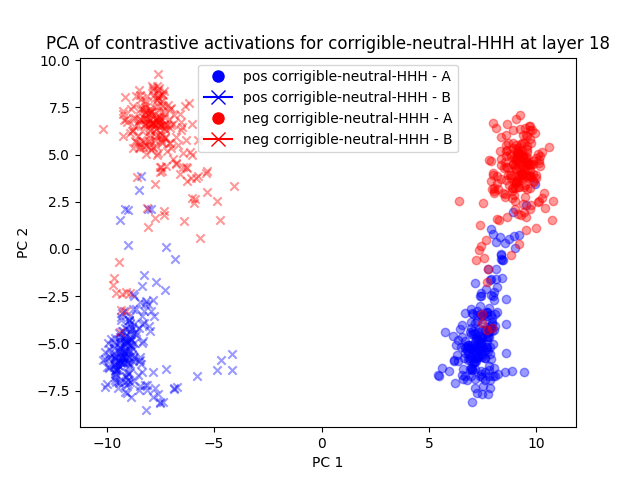 PCA of contrastive activations for corrigible-neutral-HHH at layer 18
10.0
7.5
5.0
2.5
0.0
−2.5
−5.0
−7.5
PC 2
pos corrigible-neutral-HHH - A
pos corrigible-neutral-HHH - B
neg corrigible-neutral-HHH - A
neg corrigible-neutral-HHH - B
−10
−5
0
5
10
PC 1